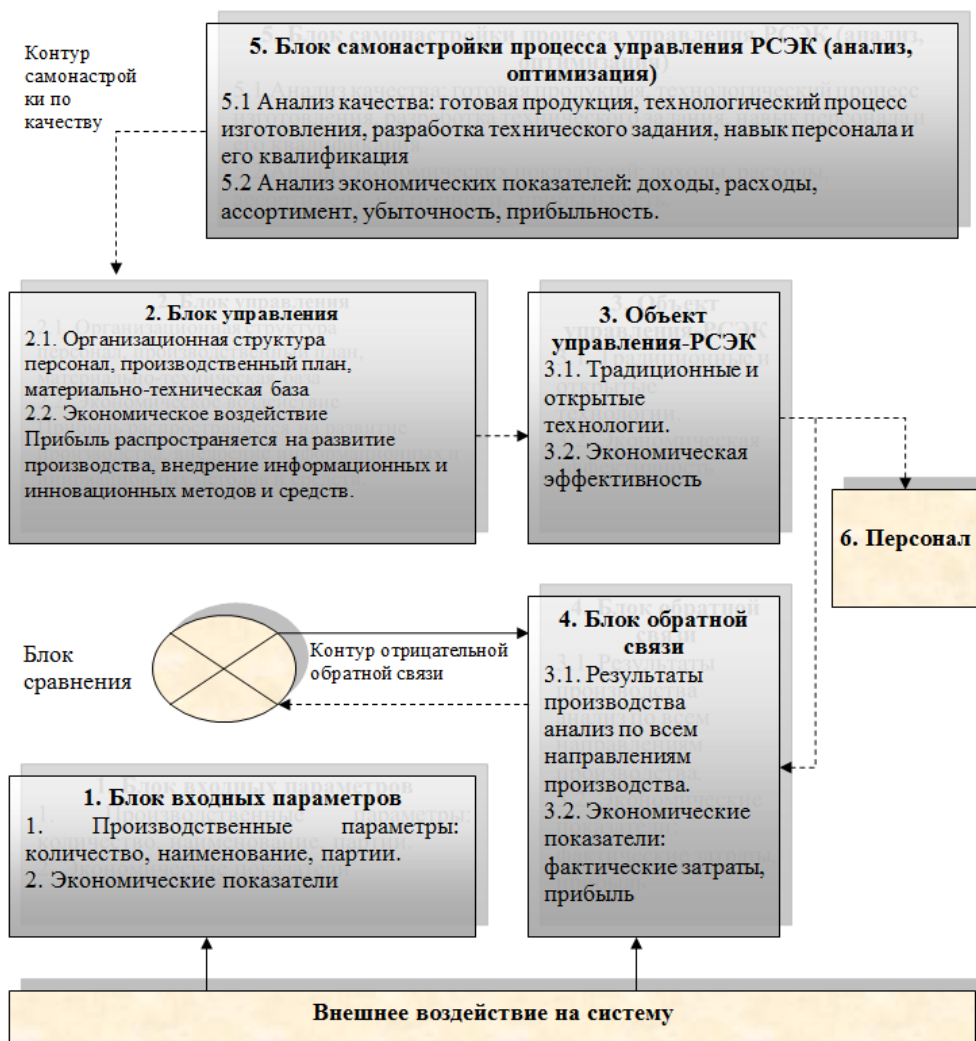 5. Блок самонастройки процесса управления РСЭК (анализ,
оптимизация)
5.1 Анализ качества: готовая продукция, технологический процесс
изготовления, разработка технического задания, навык персонала и
его квалификация
5.2 Анализ экономических показателей: доходы, расходы,
ассортимент, убыточность, прибыльность.
Контур
самонастрой
ки по
качеству
2. Блок управления
2.1. Организационная структура
персонал, производственный план,
материально-техническая база
2.2. Экономическое воздействие
Прибыль распространяется на развитие
производства, внедрение информационных и
инновационных методов и средств.
3. Объект
управления-РСЭК
3.1. Традиционные и
открытые
технологии.
3.2. Экономическая
эффективность
6. Персонал
Блок
сравнения
Контур отрицательной
обратной связи
4. Блок обратной
связи
3.1. Результаты
производства
анализ по всем
направлениям
производства.
3.2. Экономические
показатели:
фактические затраты,
прибыль
1. Блок входных параметров
1. Производственные параметры:
количество, наименование, партии.
2. Экономические показатели
Внешнее воздействие на систему